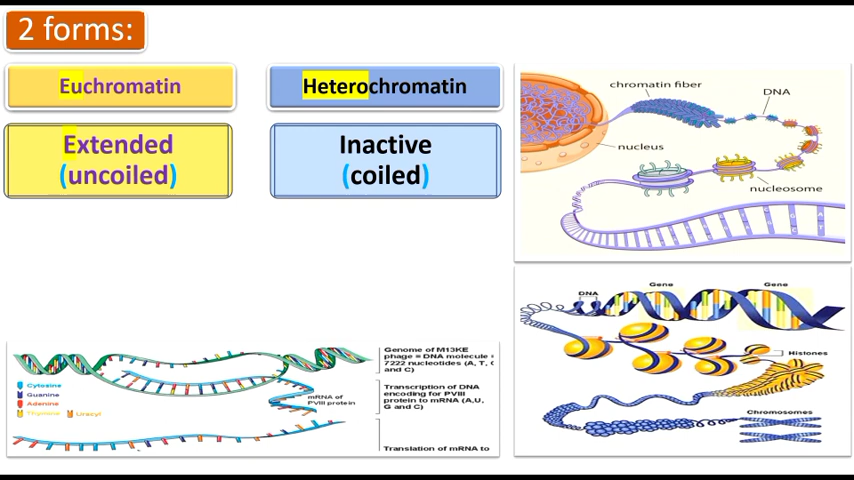 2 forms:
Euchromatin
Heterochromatin
Extended
(uncoiled)
Inactive
(coiled)
chromatin fiber
DNA
nucleus
nucleosome
Gene
Gene
DNA
Histones
Chromosomes
Genome of M13KE
phage = DNA molecule
7222 nucleotides (A, T,
and C)
Cytosine
Guanine
Adenine
Thymine
Uracyl
mRNA of
PVIII protein
Transcription of DNA
encoding for PVIII
protein to mRNA (A,U,
G and C)
Translation of mRNA to